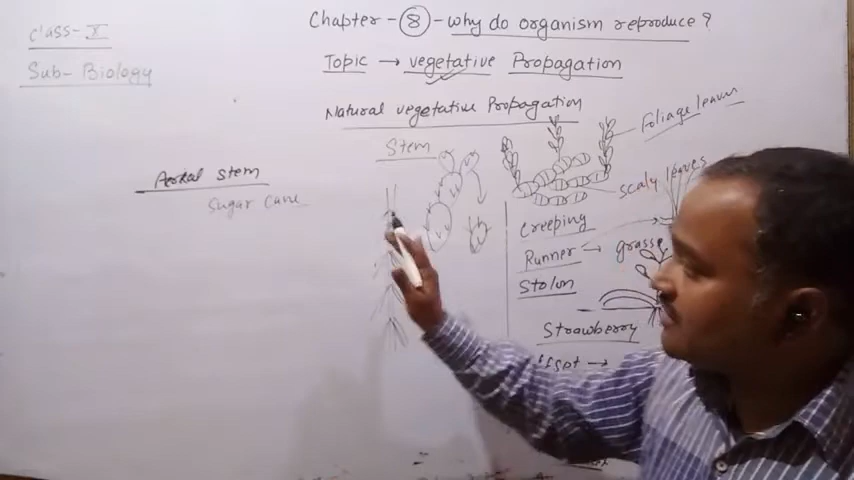 Class - X
Sub- Biology
Chapter - 8 - why do organism reproduce ?
Topic → vegetative Propagation
Natural vegetative Propagation
Stem
Foliage leaves
Aerial stem
Sugar cane
scaly leaves
Creeping
Runner → grasse
Stolon
Strawberry